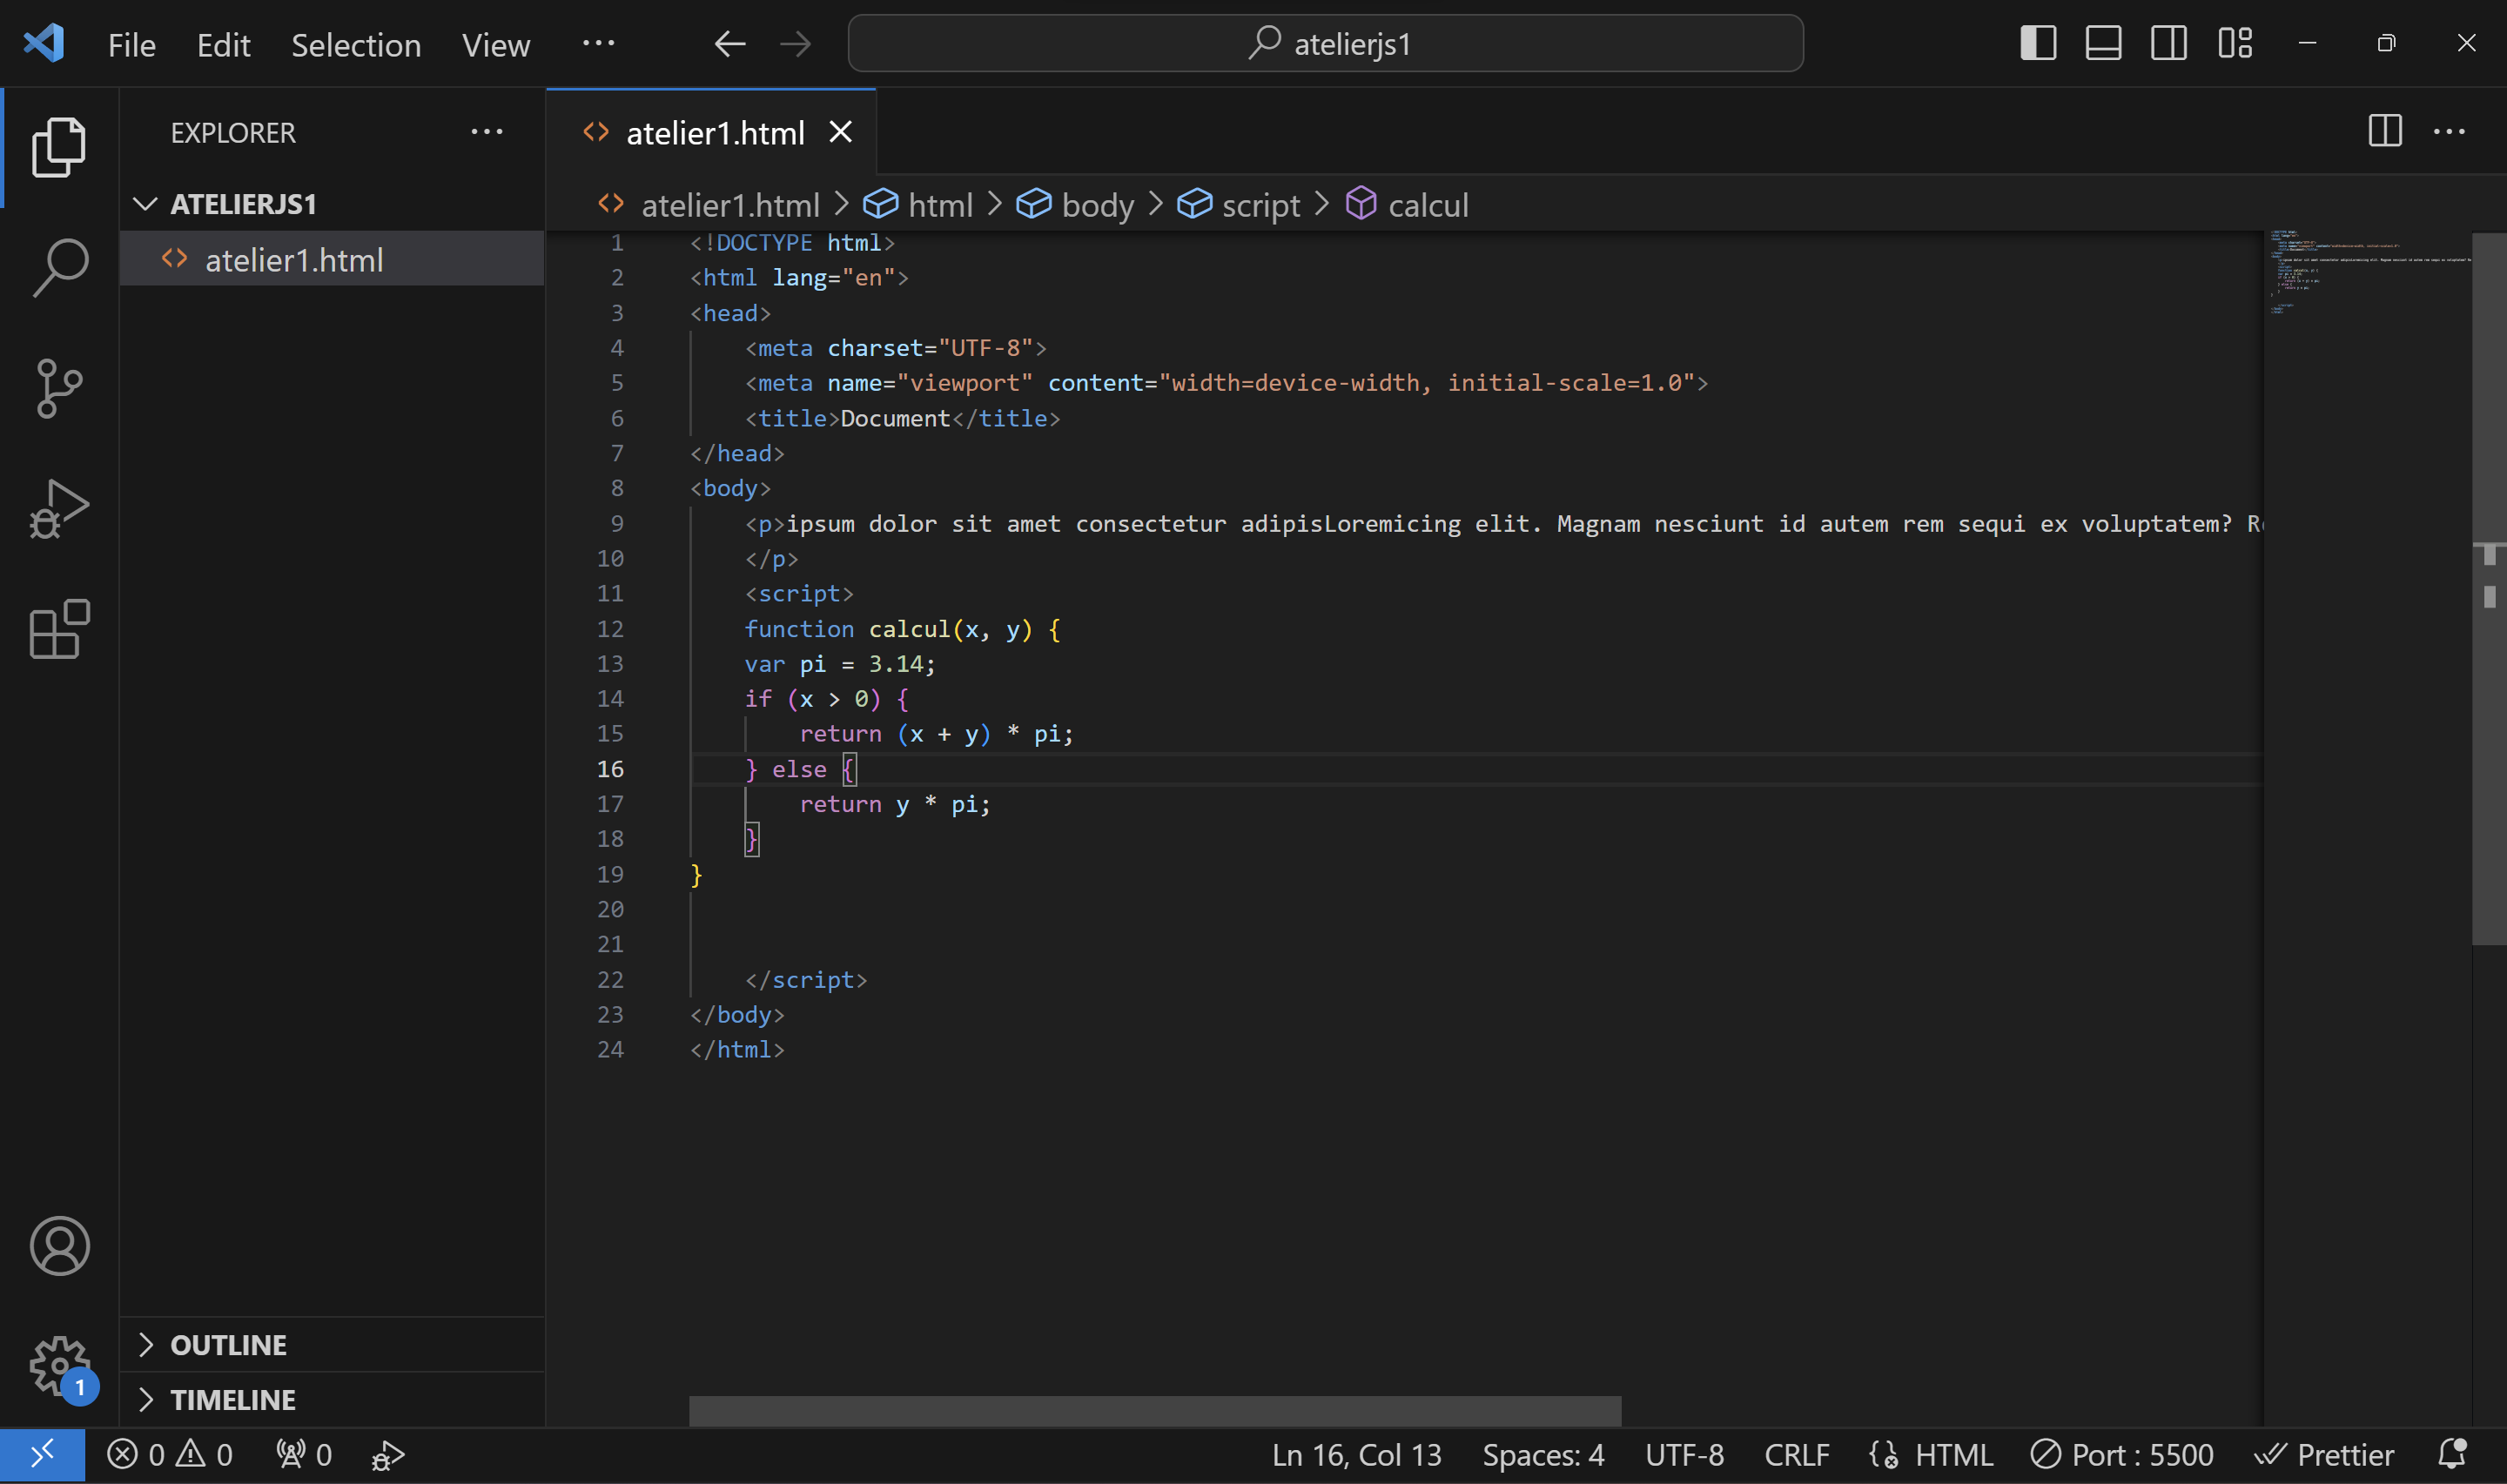 File Edit Selection View ··· atelierjs1
EXPLORER ···
ATELIERJS1
atelier1.html
OUTLINE
TIMELINE
1
atelier1.html
atelier1.html > html > body > script > calcul
1 <!DOCTYPE html>
2 <html lang="en">
3 <head>
4 <meta charset="UTF-8">
5 <meta name="viewport" content="width=device-width, initial-scale=1.0">
6 <title>Document</title>
7 </head>
8 <body>
9 <p>ipsum dolor sit amet consectetur adipisLoremicing elit. Magnam nesciunt id autem rem sequi ex voluptatem?
10 </p>
11 <script>
12 function calcul(x, y) {
13 var pi = 3.14;
14 if (x > 0) {
15 return (x + y) * pi;
16 } else {
17 return y * pi;
18 }
19 }
20
21
22 </script>
23 </body>
24 </html>
0 0 0 Ln 16, Col 13 Spaces: 4 UTF-8 CRLF HTML Port : 5500 Prettier